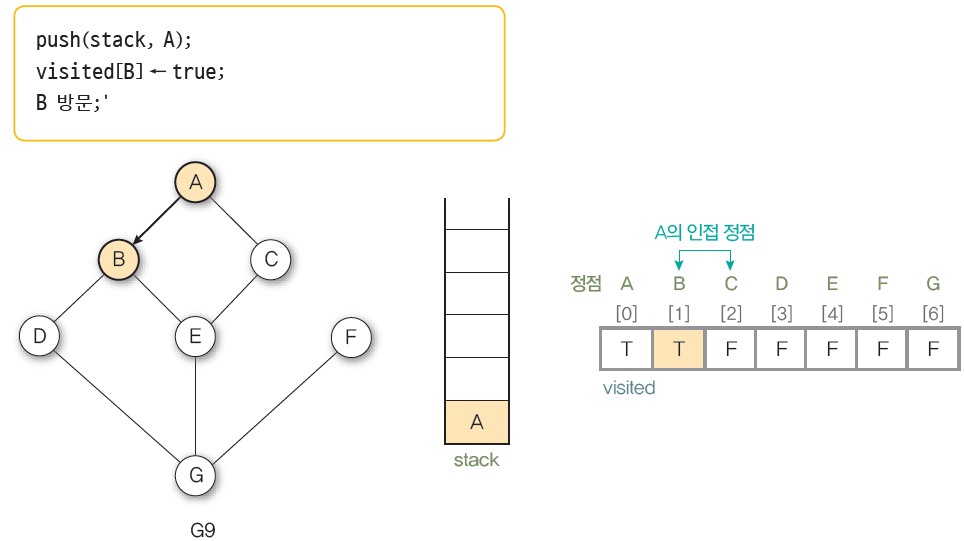 push(stack, A);
visited[B] ← true;
B 방문;'
A
B
C
D
E
F
G
G9
A
stack
A의 인접 정점
정점 A B C D E F G
[0] [1] [2] [3] [4] [5] [6]
T T F F F F F
visited